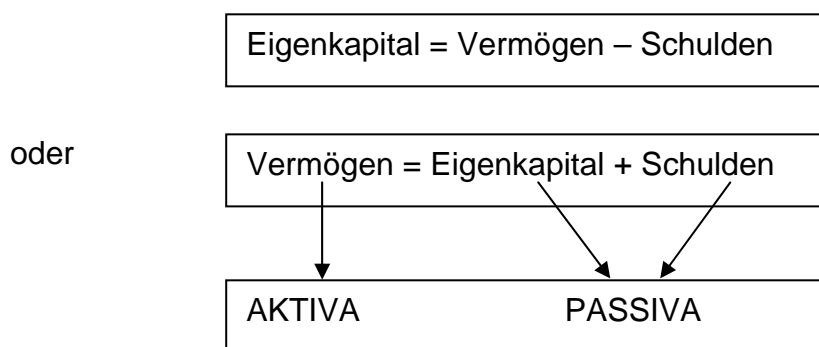 Eigenkapital = Vermögen – Schulden
oder
Vermögen = Eigenkapital + Schulden
AKTIVA PASSIVA